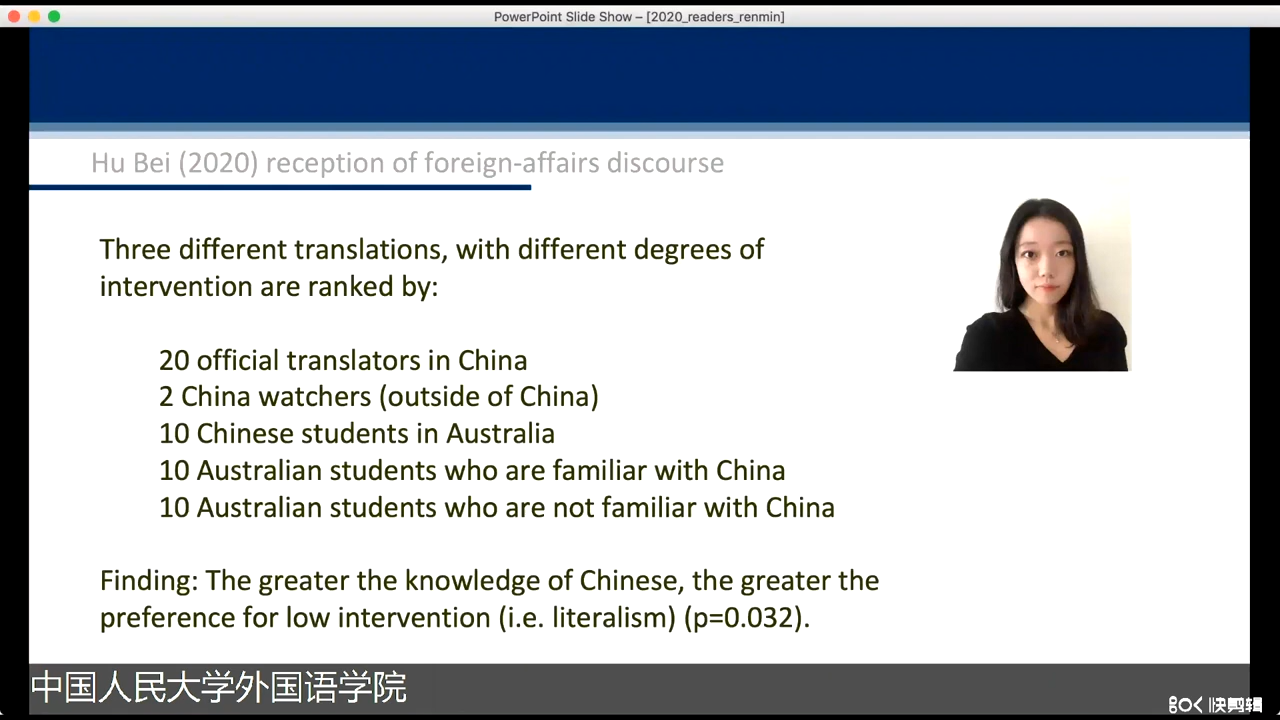 PowerPoint Slide Show – [2020_readers_renmin]
Hu Bei (2020) reception of foreign-affairs discourse
Three different translations, with different degrees of
intervention are ranked by:
20 official translators in China
2 China watchers (outside of China)
10 Chinese students in Australia
10 Australian students who are familiar with China
10 Australian students who are not familiar with China
Finding: The greater the knowledge of Chinese, the greater the
preference for low intervention (i.e. literalism) (p=0.032).
中国人民大学外国语学院
快剪辑